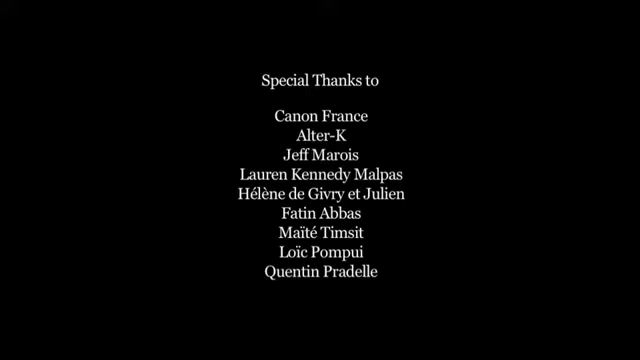 Special Thanks to
Canon France
Alter-K
Jeff Marois
Lauren Kennedy Malpas
Hélène de Givry et Julien
Fatin Abbas
Maïté Timsit
Loïc Pompui
Quentin Pradelle